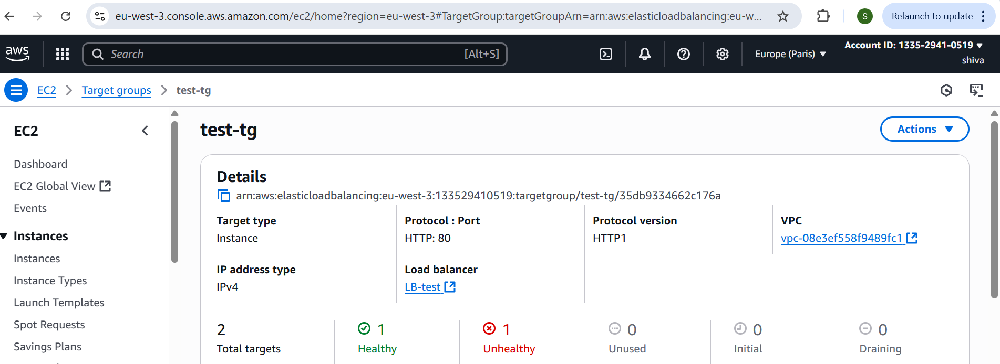 eu-west-3.console.aws.amazon.com/ec2/home?region=eu-west-3#TargetGroup:targetGroupArn=arn:aws:elasticloadbalancing:eu-w...
S
Relaunch to update
aws
Search
[Alt+S]
Europe (Paris)
Account ID: 1335-2941-0519
shiva
EC2
Target groups
test-tg
EC2
Dashboard
EC2 Global View
Events
Instances
Instances
Instance Types
Launch Templates
Spot Requests
Savings Plans
test-tg
Actions
Details
arn:aws:elasticloadbalancing:eu-west-3:133529410519:targetgroup/test-tg/35db9334662c176a
Target type
Instance
Protocol : Port
HTTP: 80
Protocol version
HTTP1
VPC
vpc-08e3ef558f9489fc1
IP address type
IPv4
Load balancer
LB-test
2
Total targets
1
Healthy
1
Unhealthy
0
Unused
0
Initial
0
Draining